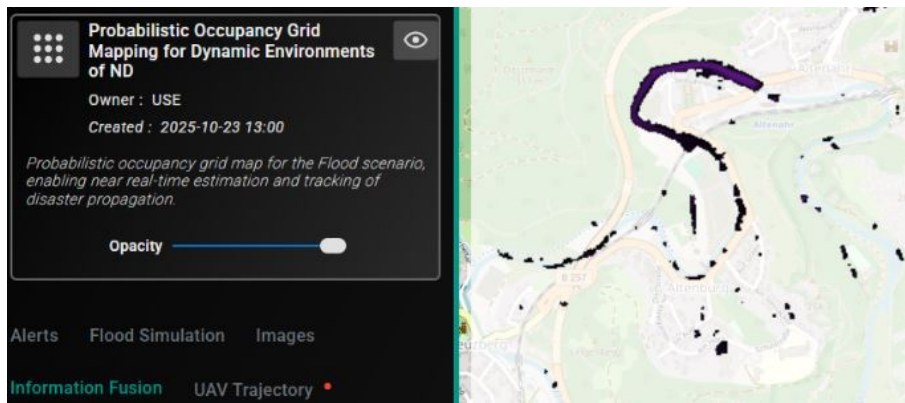 Probabilistic Occupancy Grid
Mapping for Dynamic Environments
of ND
Owner : USE
Created : 2025-10-23 13:00
Probabilistic occupancy grid map for the Flood scenario,
enabling near real-time estimation and tracking of
disaster propagation.
Opacity
Alerts Flood Simulation Images
Information Fusion UAV Trajectory
Altenahr
B 257
Altenburg